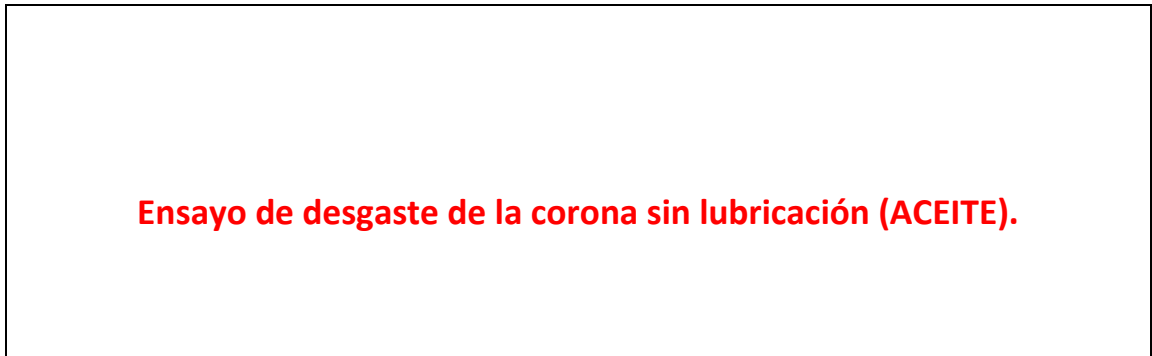 Ensayo de desgaste de la corona sin lubricación (ACEITE).